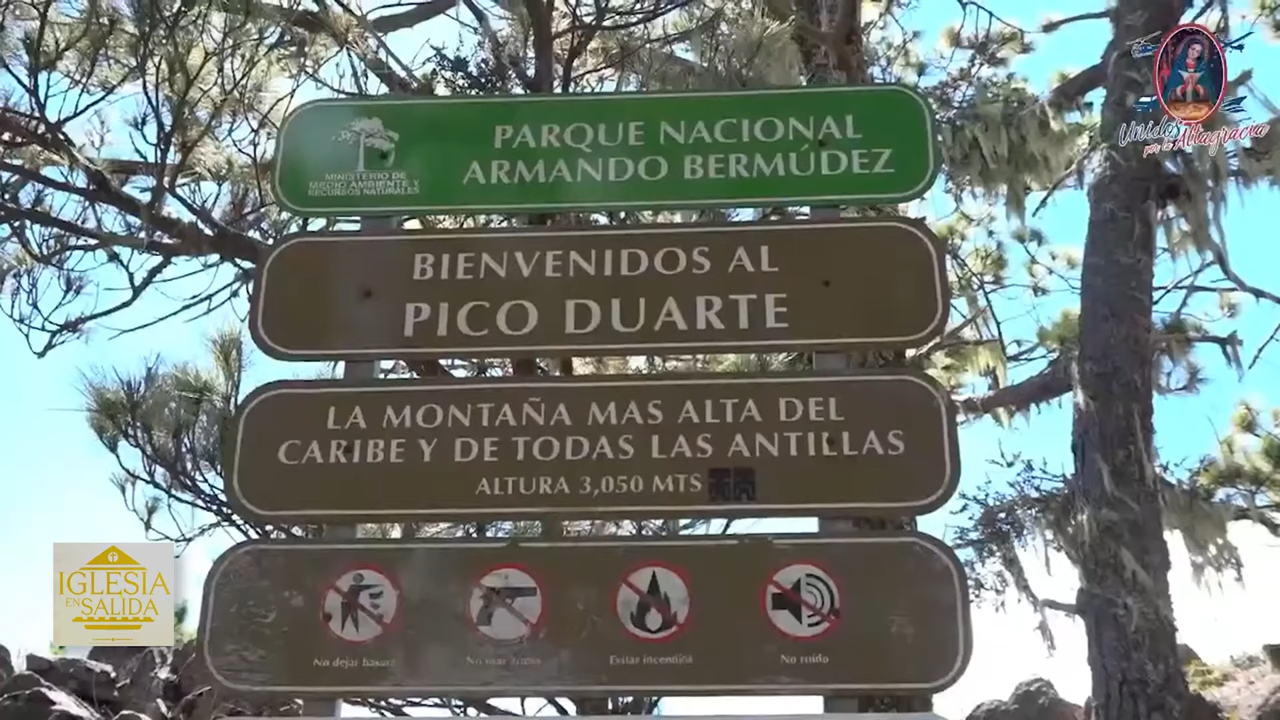 Unidos
por la Altagracia
PARQUE NACIONAL
ARMANDO BERMÚDEZ
MINISTERIO DE
MEDIO AMBIENTE Y
RECURSOS NATURALES
BIENVENIDOS AL
PICO DUARTE
LA MONTAÑA MAS ALTA DEL
CARIBE Y DE TODAS LAS ANTILLAS
ALTURA 3,050 MTS
IGLESIA
EN SALIDA
No dejar basura
No usar armas
Evitar incendios
No ruido